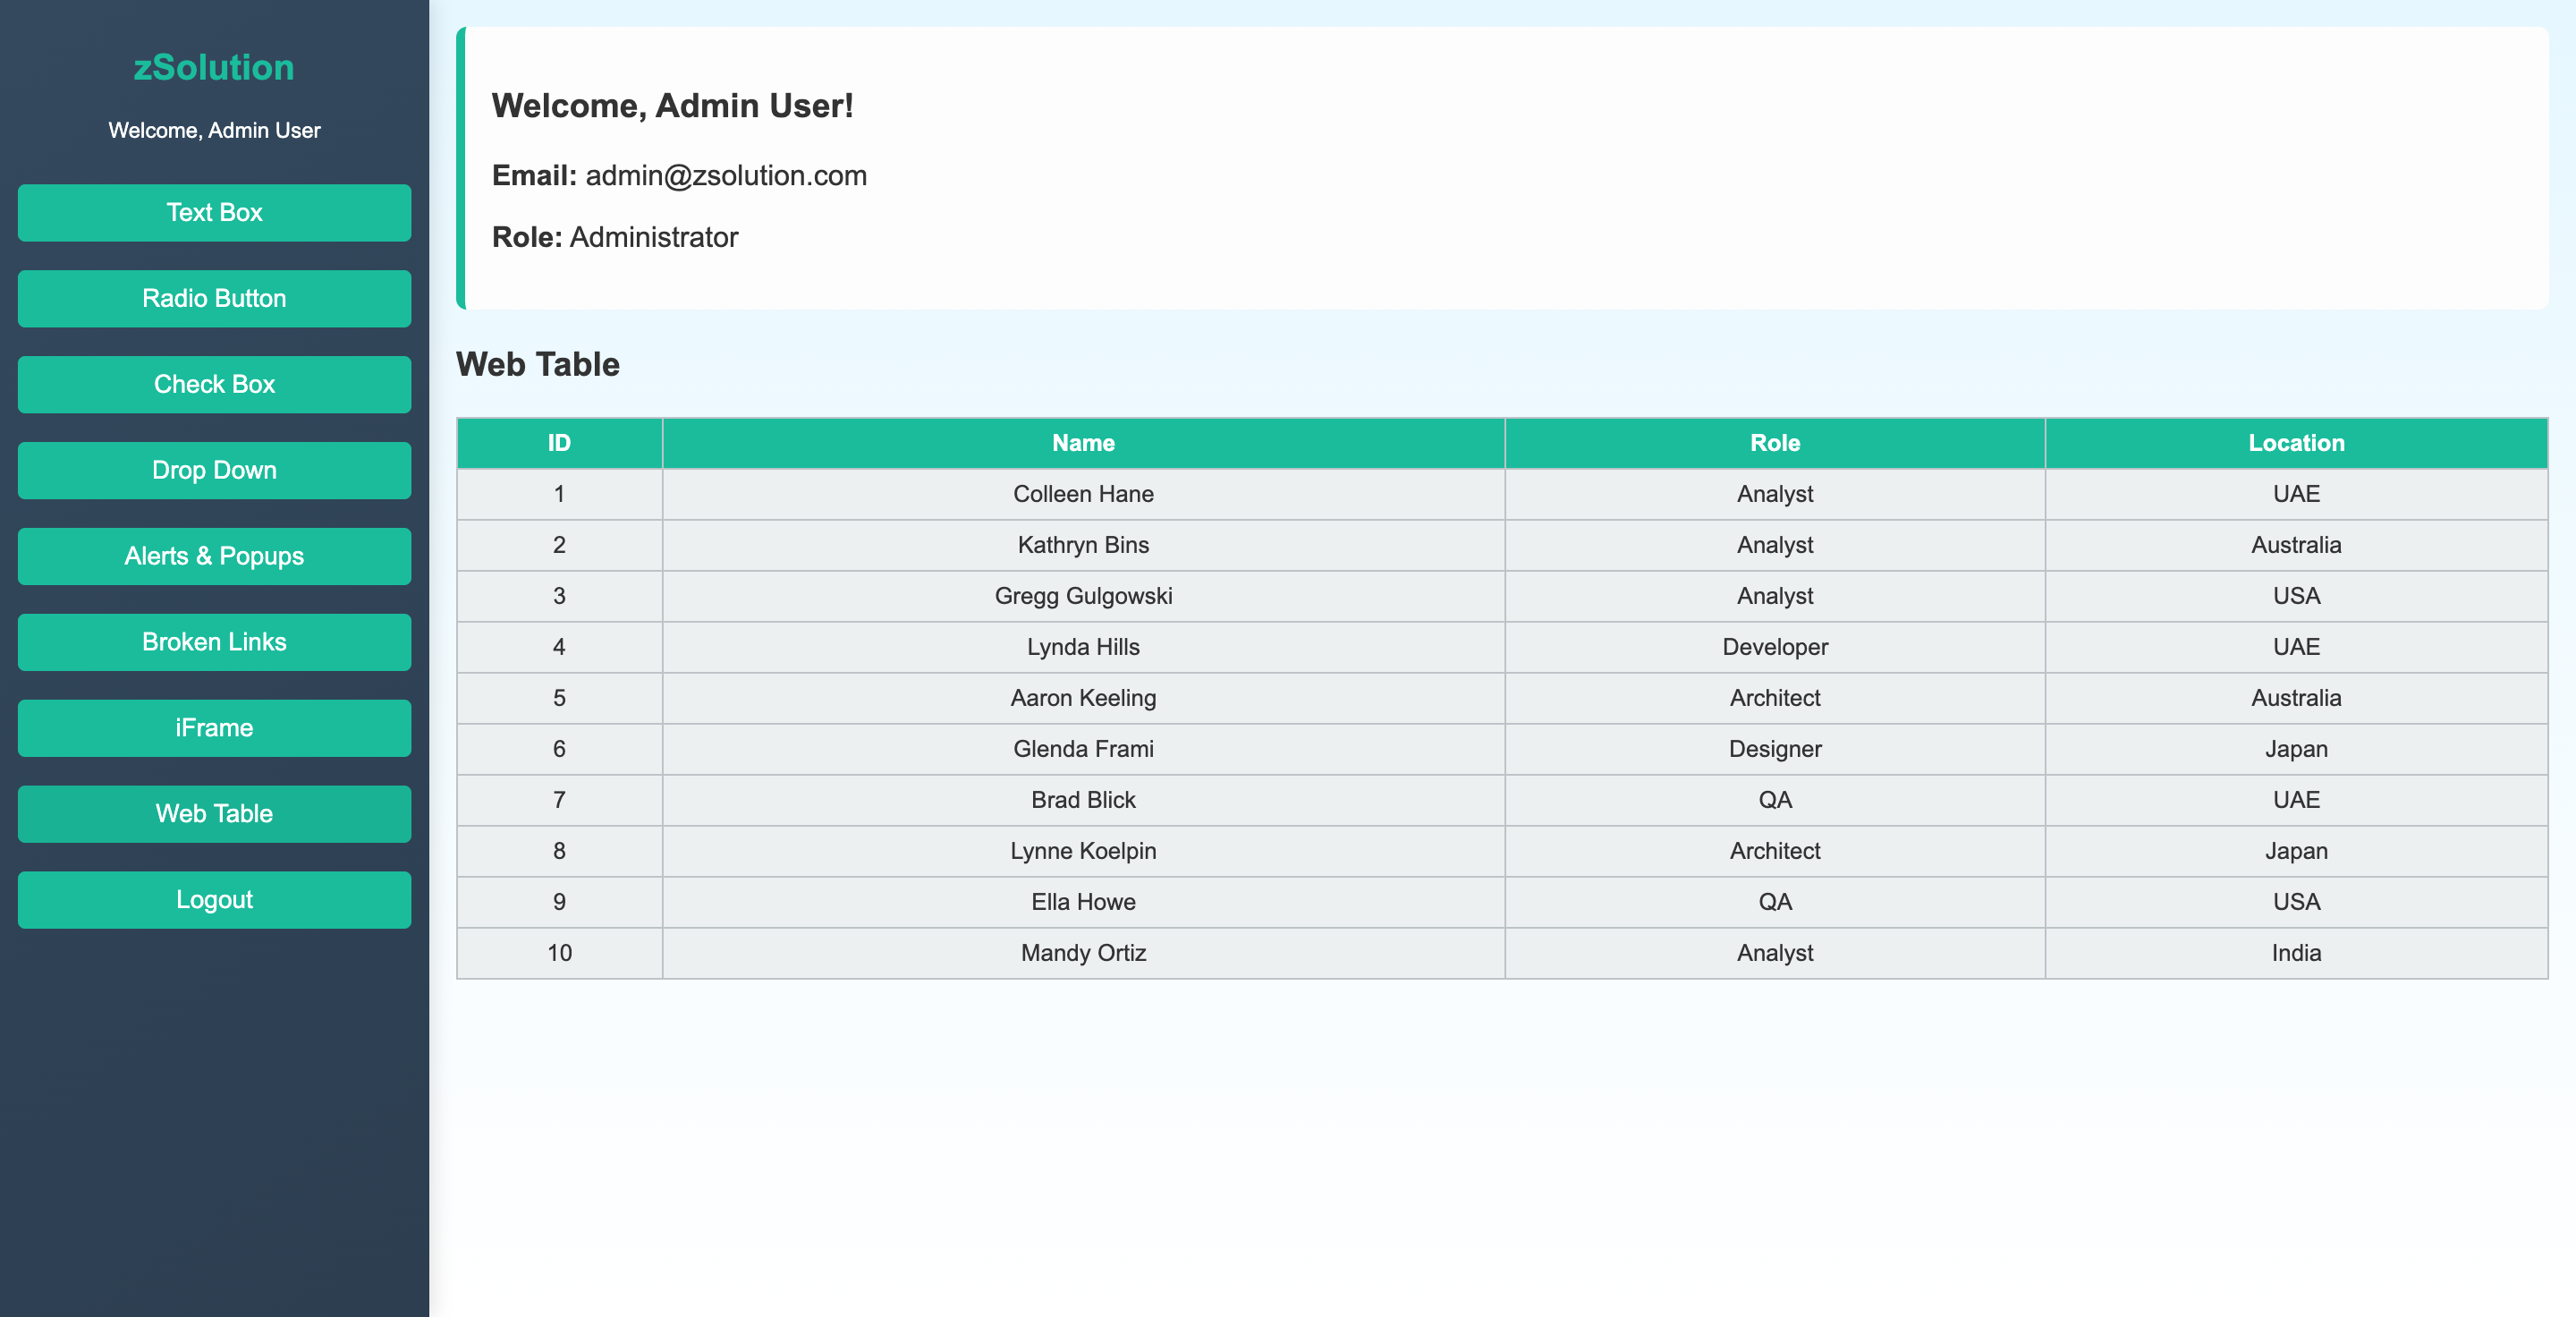 zSolution
Welcome, Admin User
Text Box
Radio Button
Check Box
Drop Down
Alerts & Popups
Broken Links
iFrame
Web Table
Logout
Welcome, Admin User!
Email: admin@zsolution.com
Role: Administrator
Web Table
ID Name Role Location
1 Colleen Hane Analyst UAE
2 Kathryn Bins Analyst Australia
3 Gregg Gulgowski Analyst USA
4 Lynda Hills Developer UAE
5 Aaron Keeling Architect Australia
6 Glenda Frami Designer Japan
7 Brad Blick QA UAE
8 Lynne Koelpin Architect Japan
9 Ella Howe QA USA
10 Mandy Ortiz Analyst India